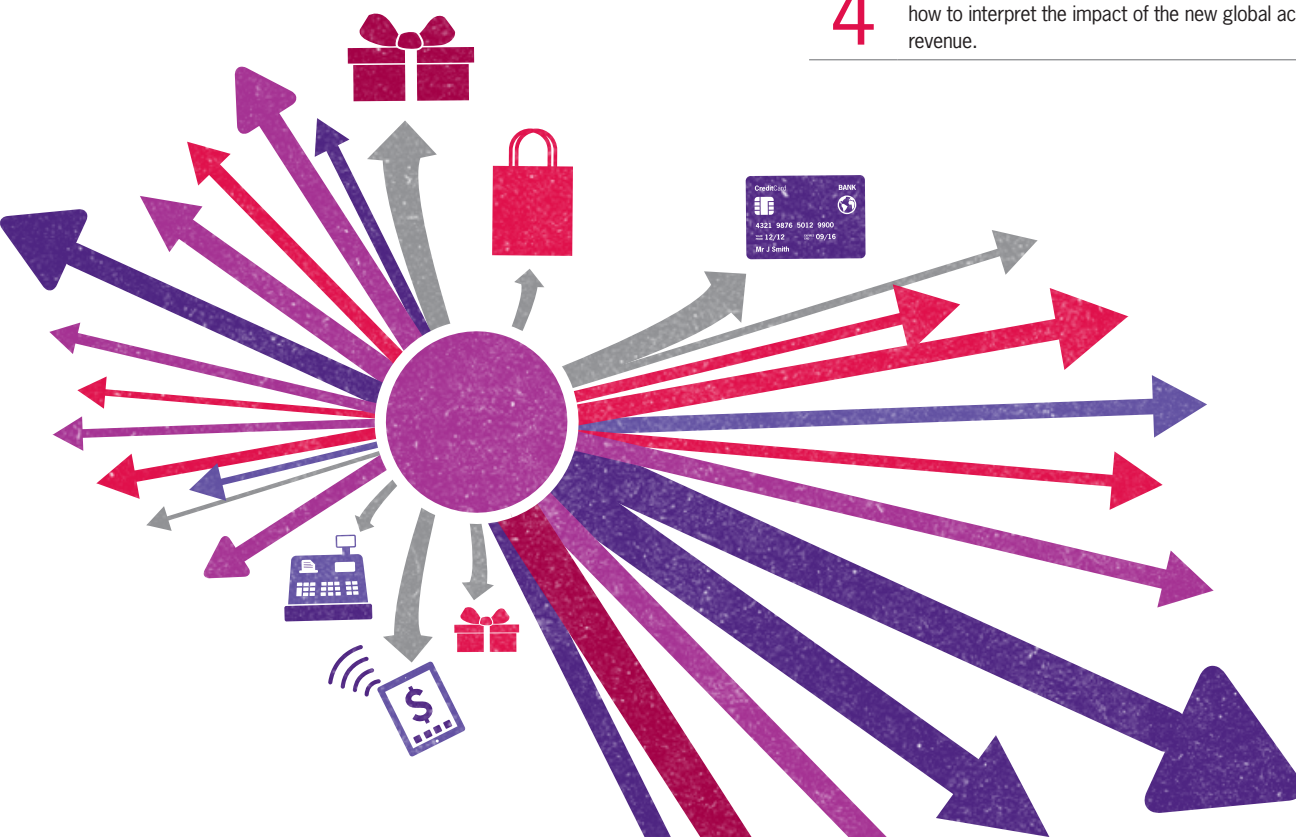 4
how to interpret the impact of the new global ac
revenue.
CreditCard BANK
4321 9876 5012 9900
12/12 09/16
Mr J Smith
$